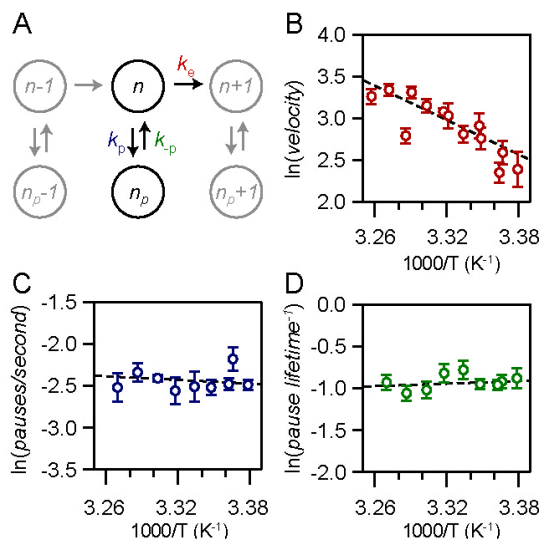 A
n-1
n
kₑ
n+1
kₚ
k₋ₚ
nₚ-1
nₚ
nₚ+1
B
ln(velocity)
4.0
3.5
3.0
2.5
2.0
3.26
3.32
3.38
1000/T (K⁻¹)
C
ln(pauses/second)
-1.5
-2.0
-2.5
-3.0
-3.5
3.26
3.32
3.38
1000/T (K⁻¹)
D
ln(pause lifetime⁻¹)
0.0
-0.5
-1.0
-1.5
-2.0
3.26
3.32
3.38
1000/T (K⁻¹)